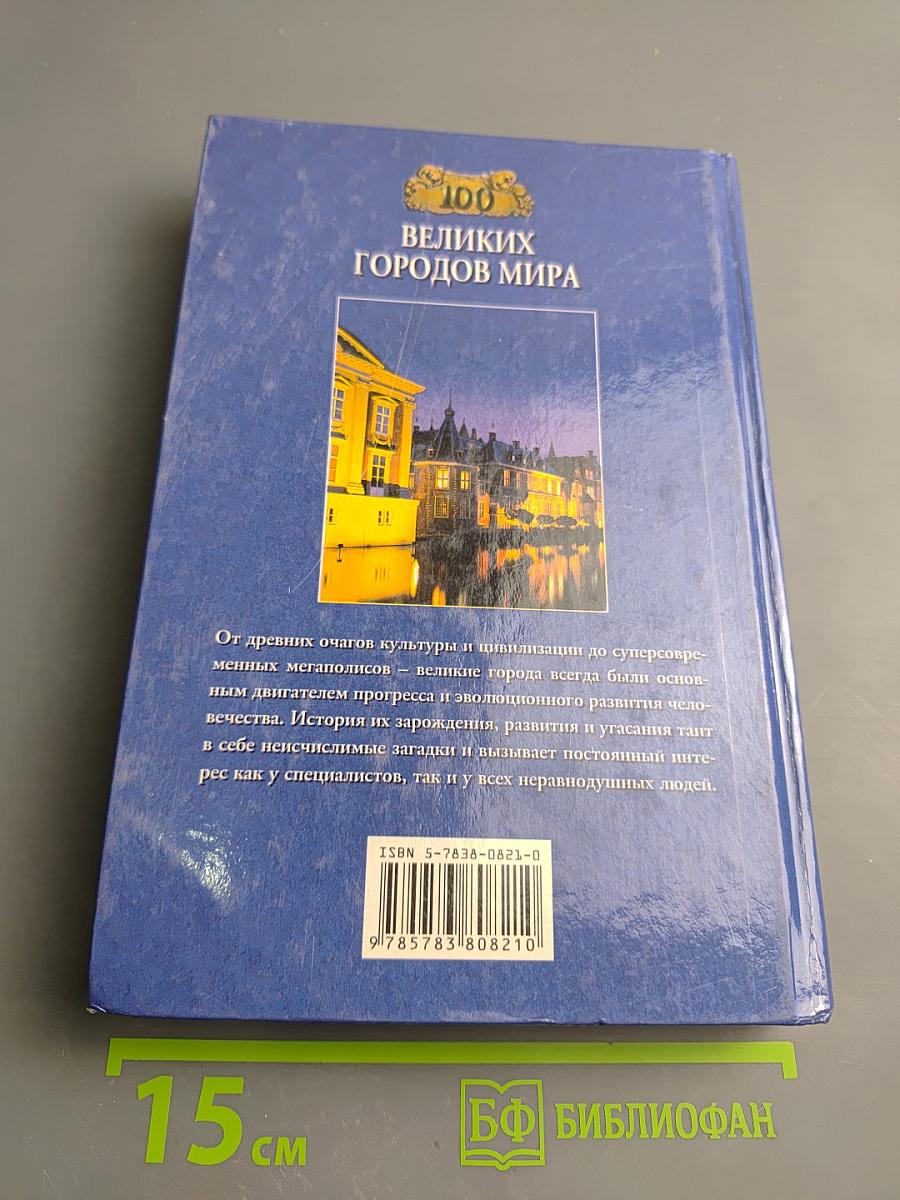 100
ВЕЛИКИХ
ГОРОДОВ МИРА
От древних очагов культуры и цивилизации до суперсовре-
менных мегаполисов – великие города всегда были основ-
ным двигателем прогресса и эволюционного развития чело-
вечества. История их зарождения, развития и угасания таит
в себе неисчислимые загадки и вызывает постоянный инте-
рес как у специалистов, так и у всех неравнодушных людей.
ISBN 5-7838-0821-0
9 785783 808210
15 см
БФ БИБЛИОФАН